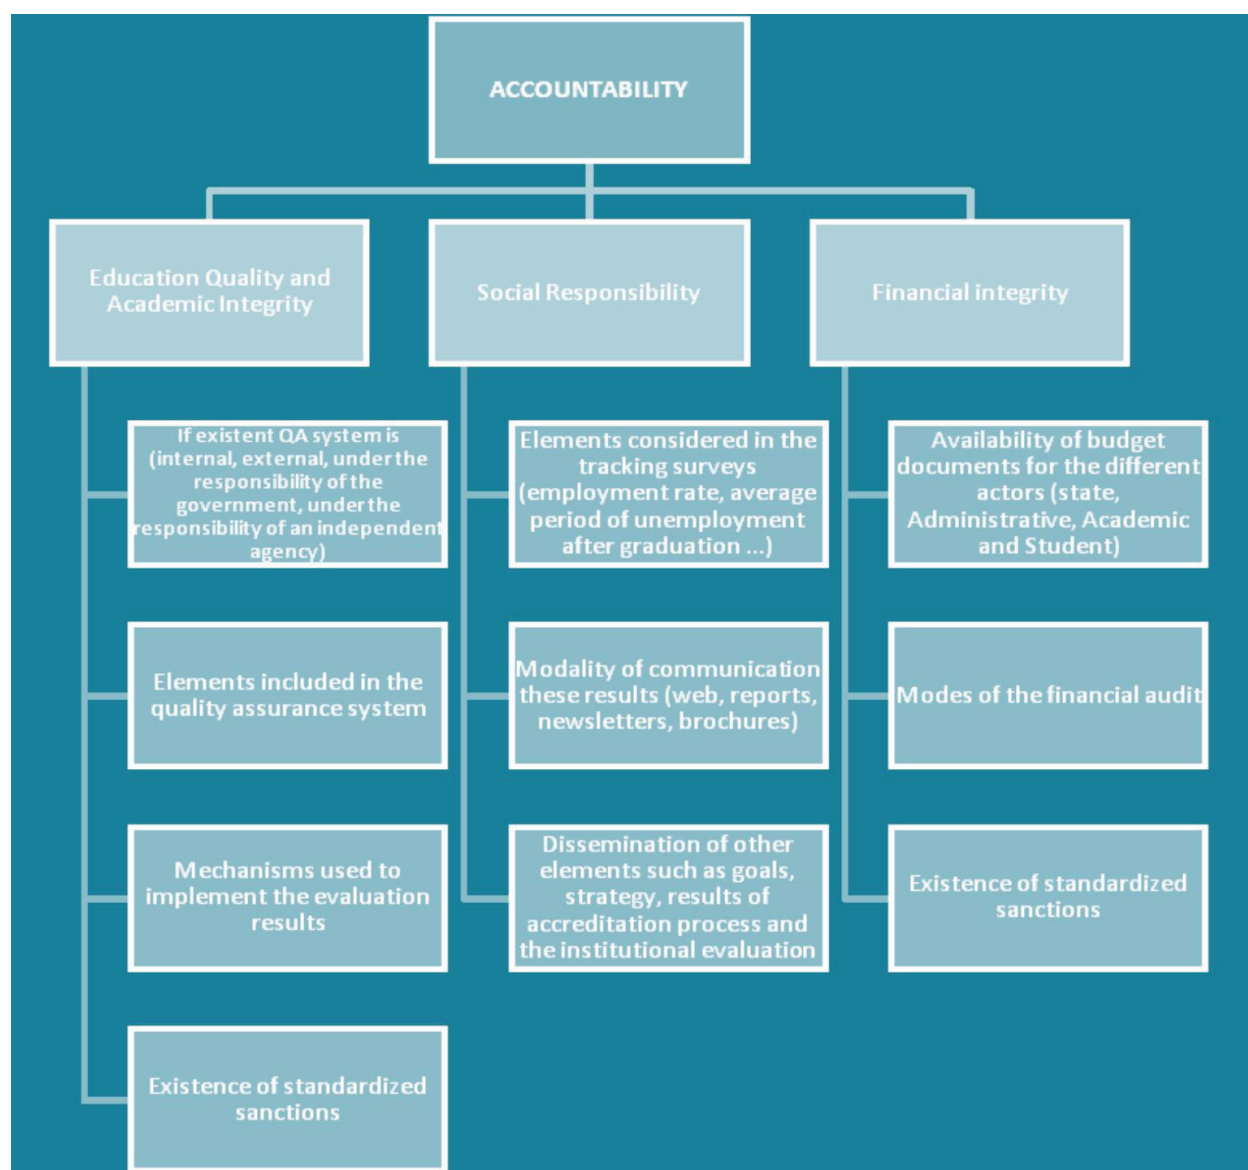 ACCOUNTABILITY
Education Quality and
Academic Integrity
Social Responsibility
Financial integrity
If existent QA system is
(internal, external, under the
responsibility of the
government, under the
responsibility of an independent
agency)
Elements included in the
quality assurance system
Mechanisms used to
implement the evaluation
results
Existence of standardized
sanctions
Elements considered in the
tracking surveys
(employment rate, average
period of unemployment
after graduation ...)
Modality of communication
these results (web, reports,
newsletters, brochures)
Dissemination of other
elements such as goals,
strategy, results of
accreditation process and
the institutional evaluation
Availability of budget
documents for the different
actors (state,
Administrative, Academic
and Student)
Modes of the financial audit
Existence of standardized
sanctions